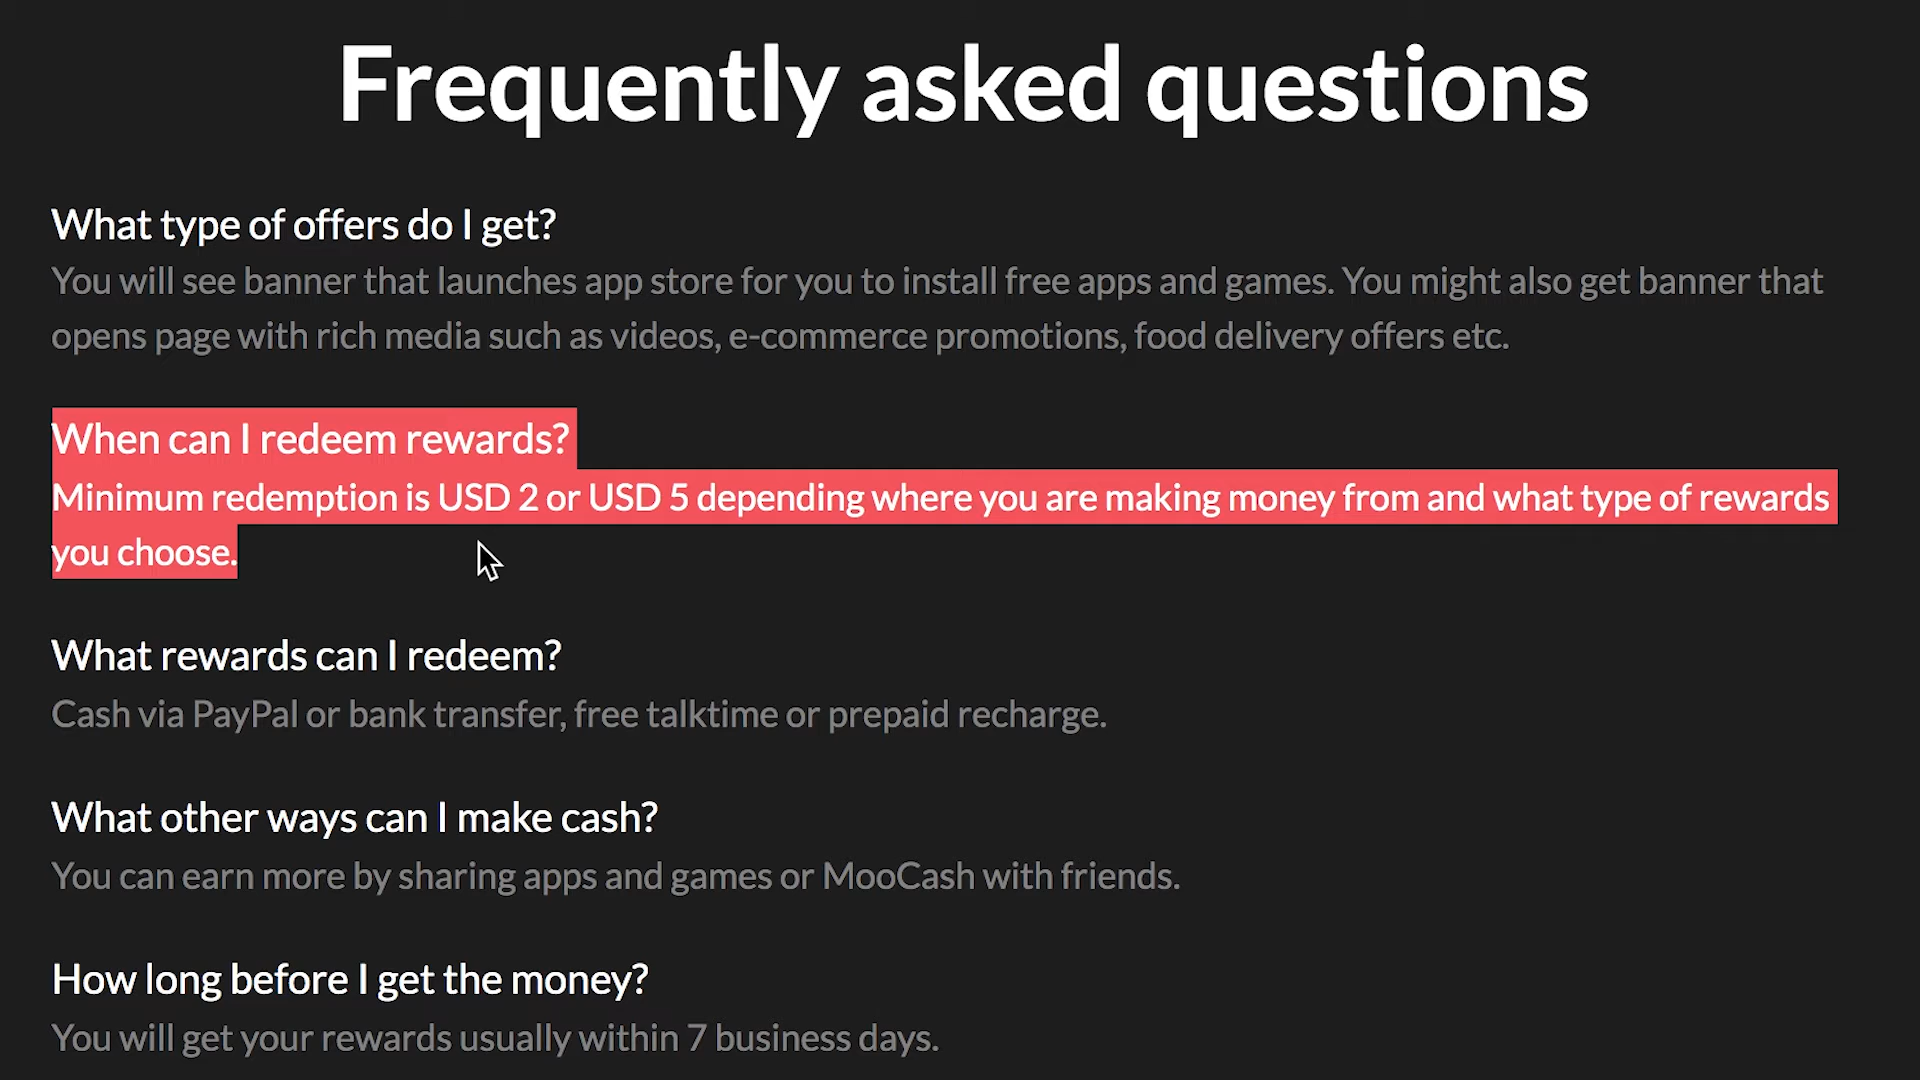 Frequently asked questions
What type of offers do I get?
You will see banner that launches app store for you to install free apps and games. You might also get banner that
opens page with rich media such as videos, e-commerce promotions, food delivery offers etc.
When can I redeem rewards?
Minimum redemption is USD 2 or USD 5 depending where you are making money from and what type of rewards
you choose.
What rewards can I redeem?
Cash via PayPal or bank transfer, free talktime or prepaid recharge.
What other ways can I make cash?
You can earn more by sharing apps and games or MooCash with friends.
How long before I get the money?
You will get your rewards usually within 7 business days.